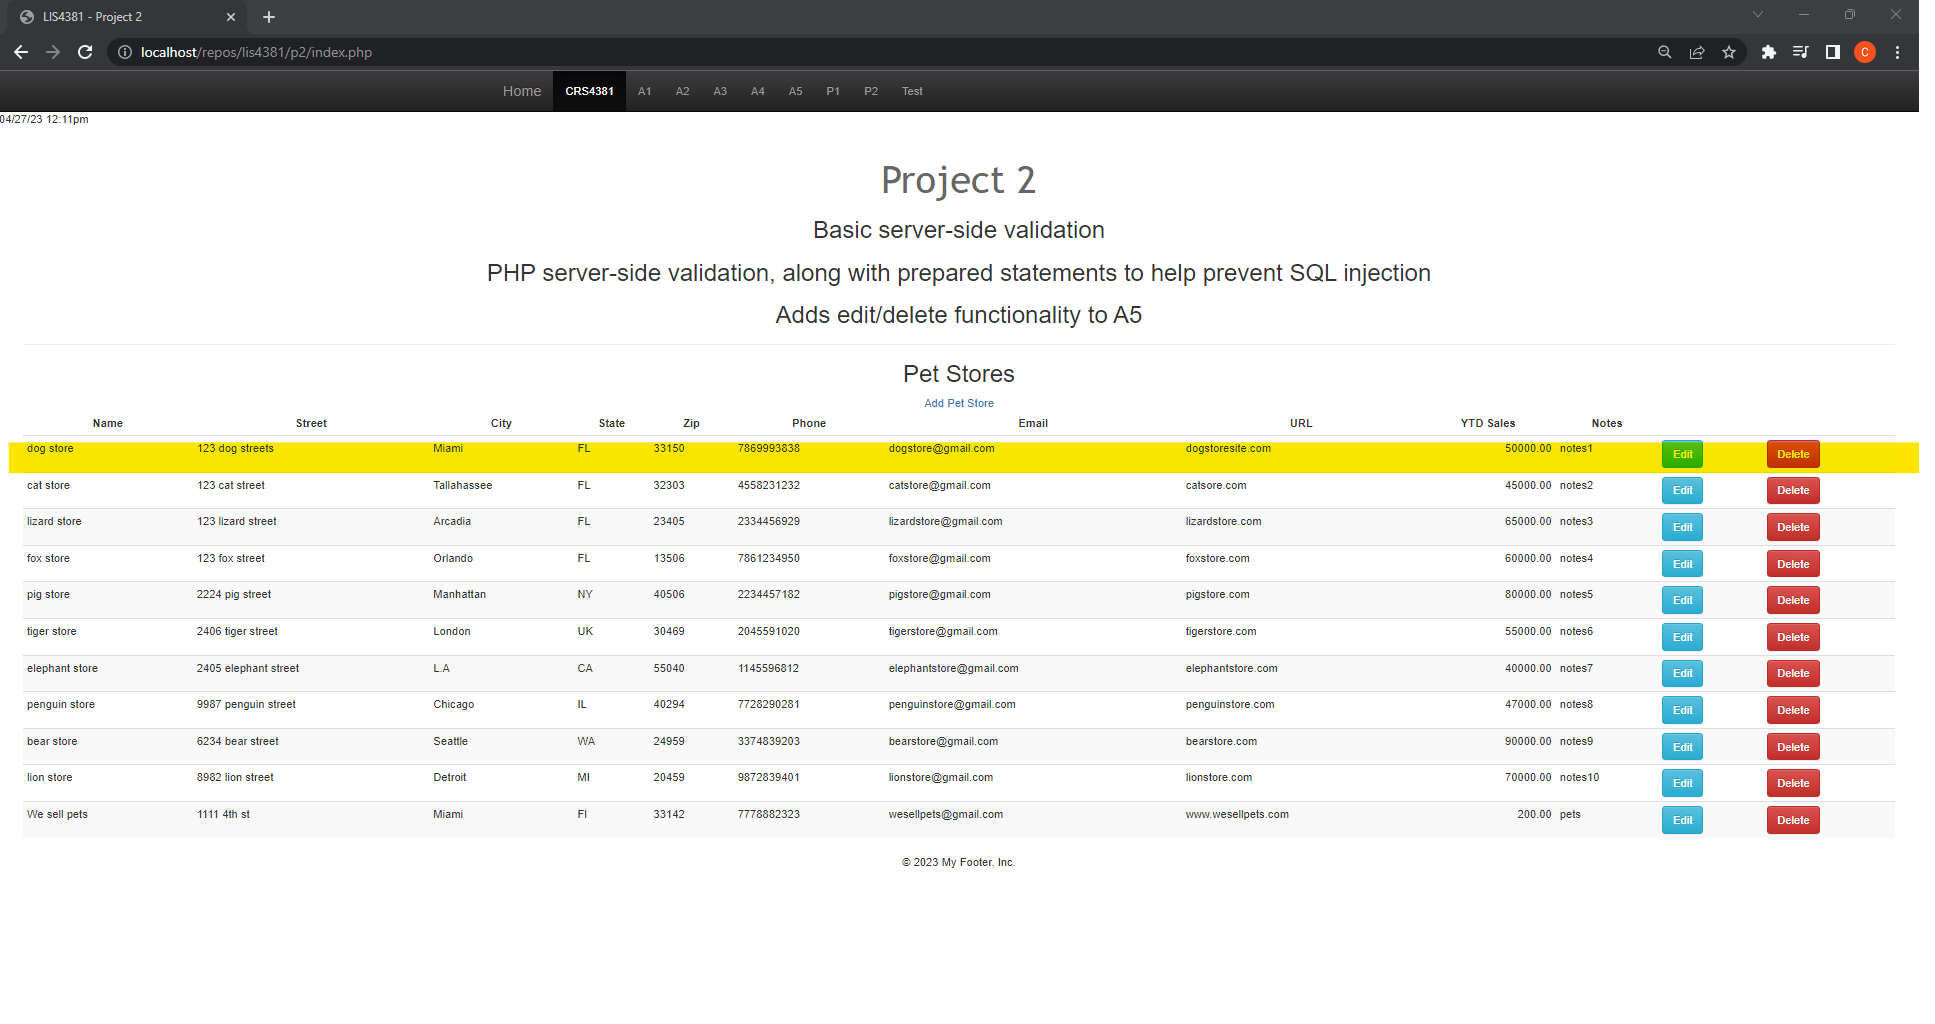 LIS4381 - Project 2
localhost/repos/lis4381/p2/index.php
C
Home CRS4381 A1 A2 A3 A4 A5 P1 P2 Test
04/27/23 12:11pm
Project 2
Basic server-side validation
PHP server-side validation, along with prepared statements to help prevent SQL injection
Adds edit/delete functionality to A5
Pet Stores
Add Pet Store
Name Street City State Zip Phone Email URL YTD Sales Notes
dog store 123 dog streets Miami FL 33150 7869993838 dogstore@gmail.com dogstoresite.com 50000.00 notes1 Edit Delete
cat store 123 cat street Tallahassee FL 32303 4558231232 catstore@gmail.com catsore.com 45000.00 notes2 Edit Delete
lizard store 123 lizard street Arcadia FL 23405 2334456929 lizardstore@gmail.com lizardstore.com 65000.00 notes3 Edit Delete
fox store 123 fox street Orlando FL 13506 7861234950 foxstore@gmail.com foxstore.com 60000.00 notes4 Edit Delete
pig store 2224 pig street Manhattan NY 40506 2234457182 pigstore@gmail.com pigstore.com 80000.00 notes5 Edit Delete
tiger store 2406 tiger street London UK 30469 2045591020 tigerstore@gmail.com tigerstore.com 55000.00 notes6 Edit Delete
elephant store 2405 elephant street L.A CA 55040 1145596812 elephantstore@gmail.com elephantstore.com 40000.00 notes7 Edit Delete
penguin store 9987 penguin street Chicago IL 40294 7728290281 penguinstore@gmail.com penguinstore.com 47000.00 notes8 Edit Delete
bear store 6234 bear street Seattle WA 24959 3374839203 bearstore@gmail.com bearstore.com 90000.00 notes9 Edit Delete
lion store 8982 lion street Detroit MI 20459 9872839401 lionstore@gmail.com lionstore.com 70000.00 notes10 Edit Delete
We sell pets 1111 4th st Miami Fl 33142 7778882323 wesellpets@gmail.com www.wesellpets.com 200.00 pets Edit Delete
© 2023 My Footer, Inc.